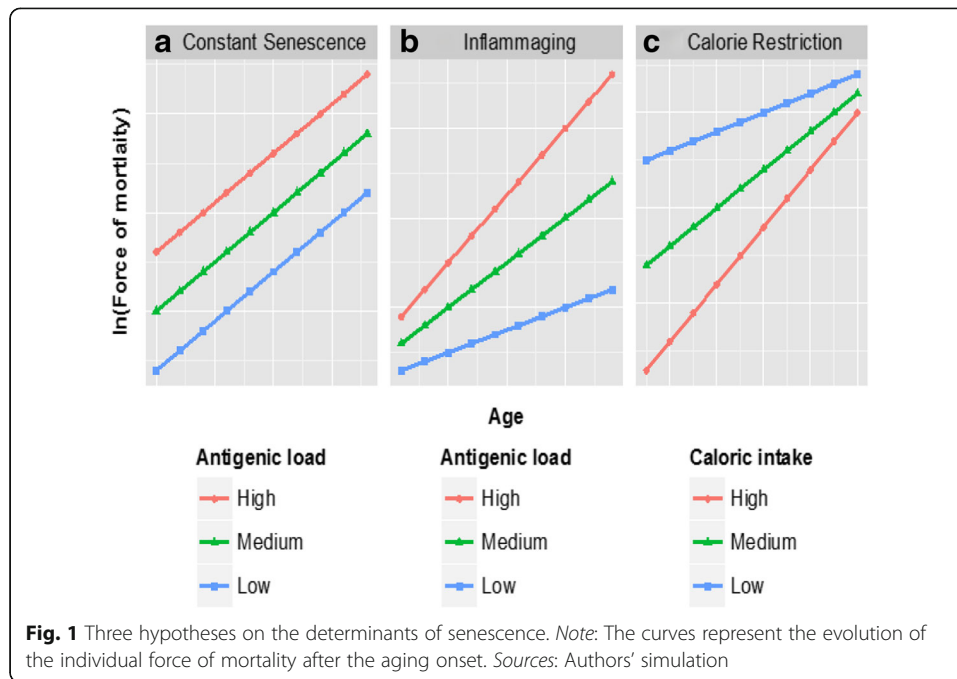 a Constant Senescence
b Inflammaging
c Calorie Restriction
ln(Force of mortlaity)
Age
Antigenic load
High
Medium
Low
Antigenic load
High
Medium
Low
Caloric intake
High
Medium
Low
Fig. 1 Three hypotheses on the determinants of senescence. Note: The curves represent the evolution of
the individual force of mortality after the aging onset. Sources: Authors' simulation